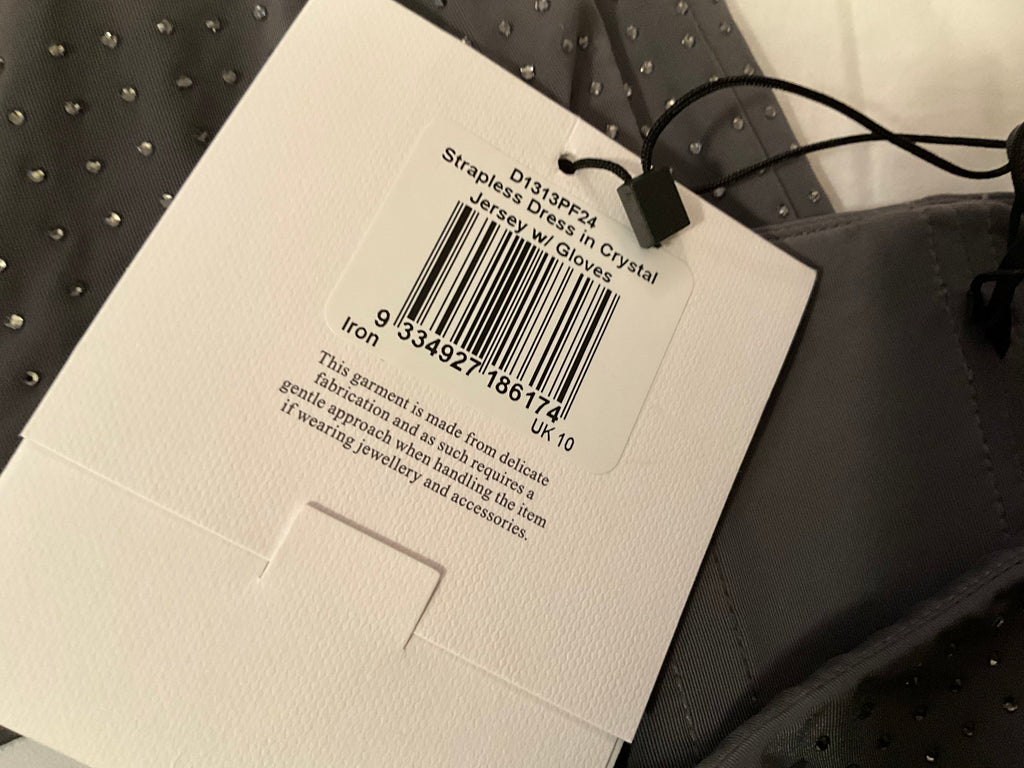 D1313PF24
Strapless Dress in Crystal
Jersey w/ Gloves
9 334927 186174
Iron
UK 10
This garment is made from delicate
fabrication and as such requires a
gentle approach when handling the item
if wearing jewellery and accessories.